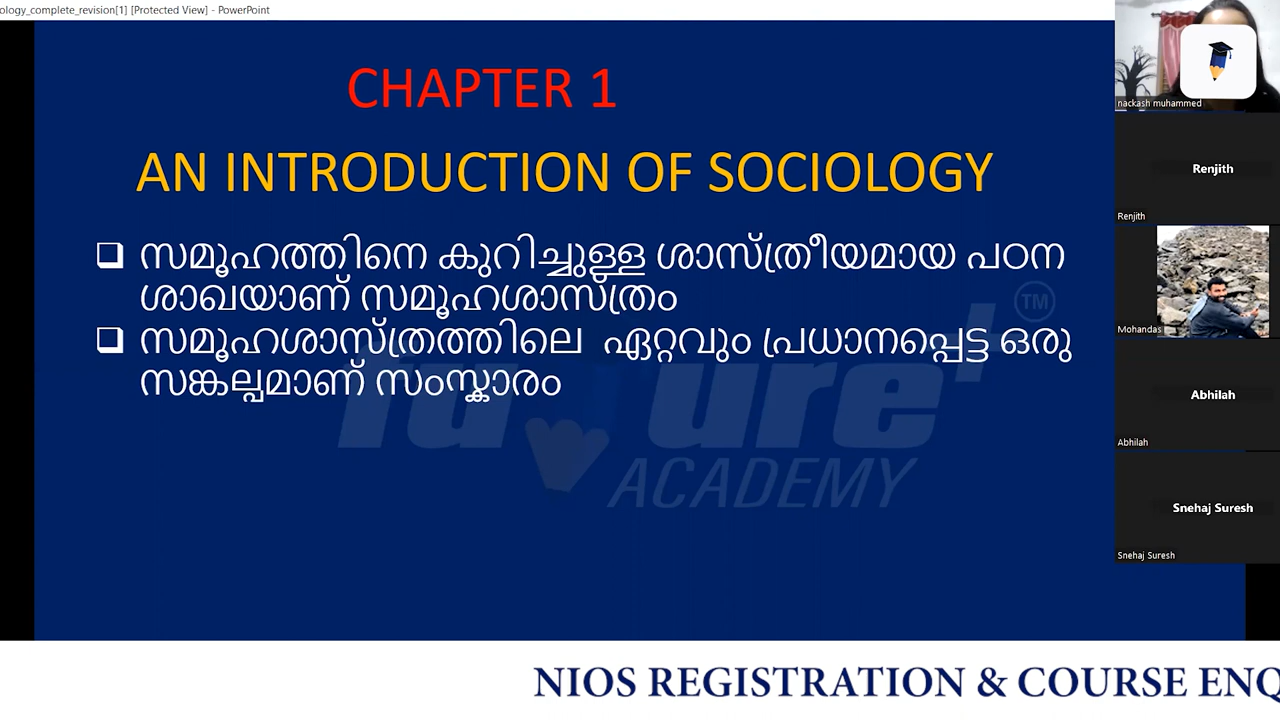 ology_complete_revision[1] [Protected View] - PowerPoint
CHAPTER 1
AN INTRODUCTION OF SOCIOLOGY
സമൂഹത്തിനെ കുറിച്ചുള്ള ശാസ്ത്രീയമായ പഠന
ശാഖയാണ് സമൂഹശാസ്ത്രം
സമൂഹശാസ്ത്രത്തിലെ ഏറ്റവും പ്രധാനപ്പെട്ട ഒരു
സങ്കല്പമാണ് സംസ്കാരം
future+ TM
ACADEMY
nackash muhammed
Renjith
Renjith
Mohandas
Abhilah
Abhilah
Snehaj Suresh
Snehaj Suresh
NIOS REGISTRATION & COURSE ENQ